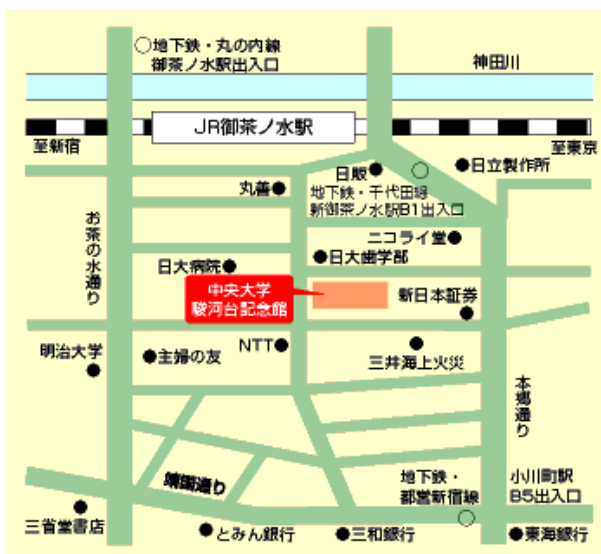 地下鉄・丸の内線
御茶ノ水駅出入口
神田川
JR御茶ノ水駅
至新宿
至東京
日販
日立製作所
丸善
地下鉄・千代田線
新御茶ノ水駅B1出入口
お茶の水通り
ニコライ堂
日大歯学部
日大病院
中央大学
駿河台記念館
新日本証券
明治大学
主婦の友
NTT
三井海上火災
本郷通り
靖国通り
地下鉄・
都営新宿線
小川町駅
B5出入口
三省堂書店
とみん銀行
三和銀行
東海銀行